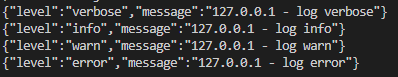 {"level":"verbose","message":"127.0.0.1 - log verbose"}
{"level":"info","message":"127.0.0.1 - log info"}
{"level":"warn","message":"127.0.0.1 - log warn"}
{"level":"error","message":"127.0.0.1 - log error"}